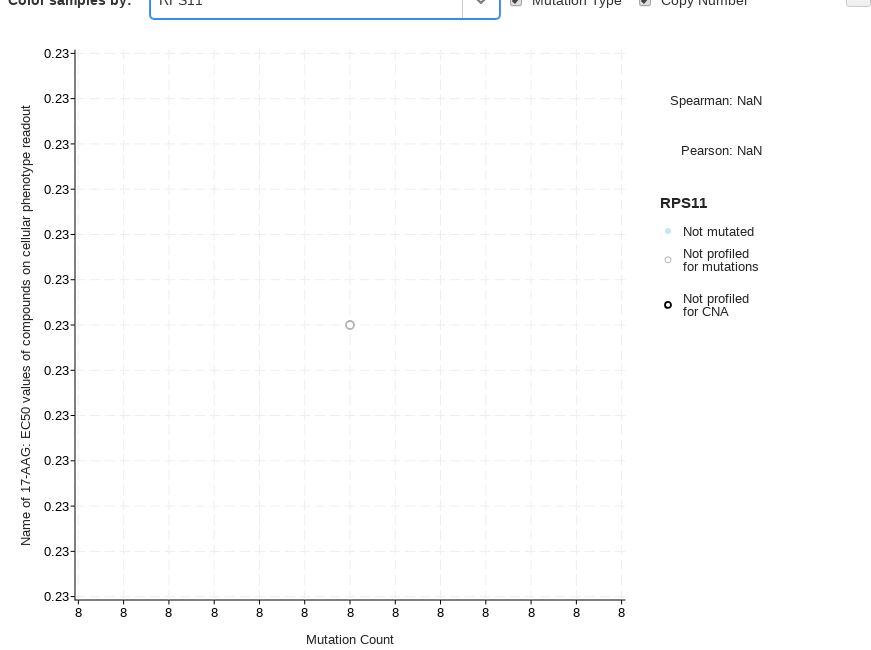 Color samples by: RPS11 Mutation Type Copy Number
0.23
0.23
0.23
0.23
0.23
0.23
0.23
0.23
0.23
0.23
0.23
0.23
0.23
Name of 17-AAG: EC50 values of compounds on cellular phenotype readout
8 8 8 8 8 8 8 8 8 8 8 8 8
Mutation Count
Spearman: NaN
Pearson: NaN
RPS11
Not mutated
Not profiled
for mutations
Not profiled
for CNA